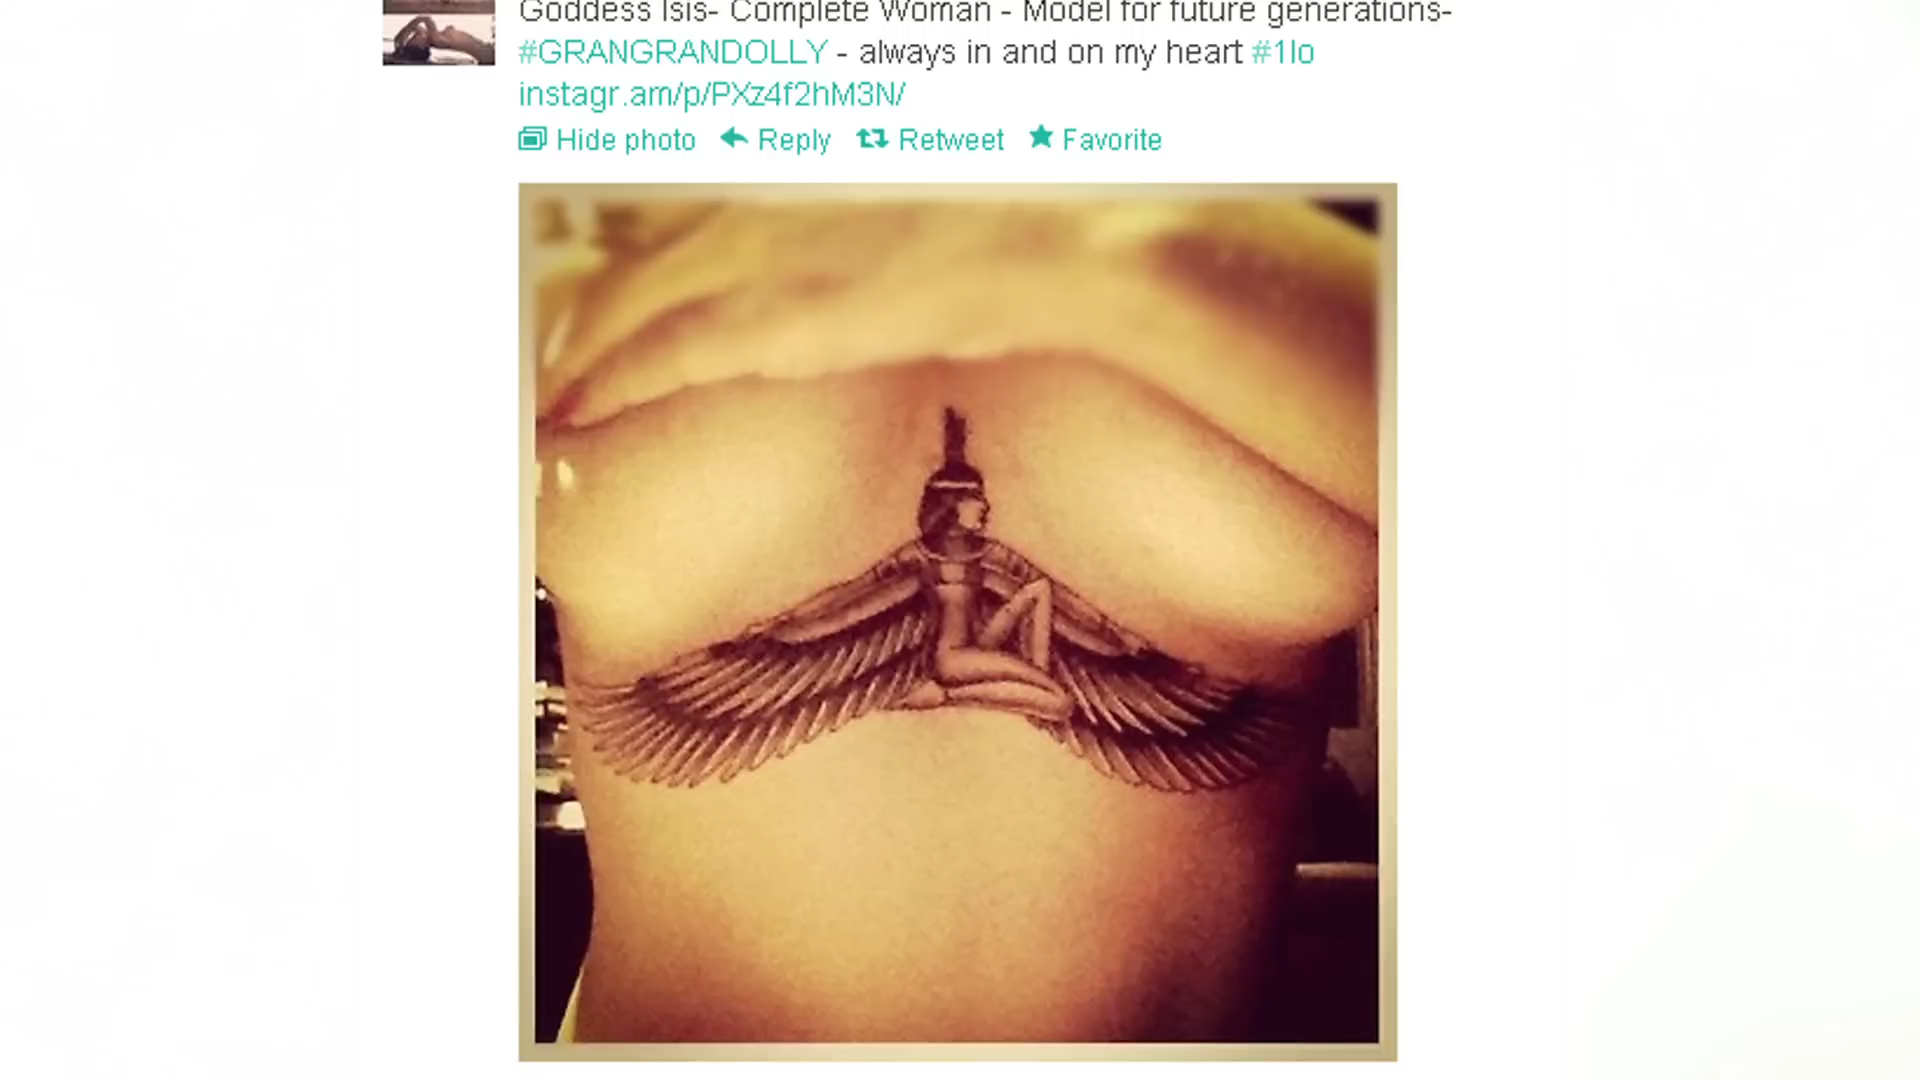 Goddess Isis- Complete Woman - Model for future generations-
#GRANGRANDOLLY - always in and on my heart #1lo
instagr.am/p/PXz4f2hM3N/
Hide photo Reply Retweet Favorite